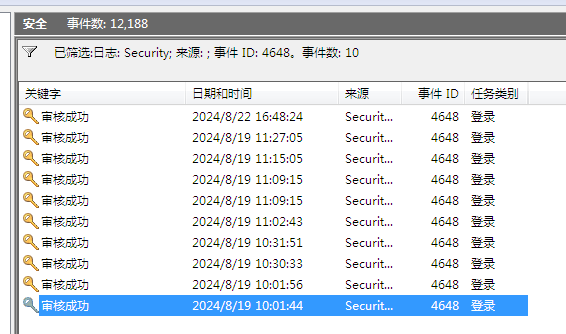 安全 事件数: 12,188
已筛选:日志: Security; 来源: ; 事件 ID: 4648。事件数: 10
关键字 日期和时间 来源 事件 ID 任务类别
审核成功 2024/8/22 16:48:24 Securit... 4648 登录
审核成功 2024/8/19 11:27:05 Securit... 4648 登录
审核成功 2024/8/19 11:15:05 Securit... 4648 登录
审核成功 2024/8/19 11:09:15 Securit... 4648 登录
审核成功 2024/8/19 11:09:15 Securit... 4648 登录
审核成功 2024/8/19 11:02:43 Securit... 4648 登录
审核成功 2024/8/19 10:31:51 Securit... 4648 登录
审核成功 2024/8/19 10:30:33 Securit... 4648 登录
审核成功 2024/8/19 10:01:56 Securit... 4648 登录
审核成功 2024/8/19 10:01:44 Securit... 4648 登录